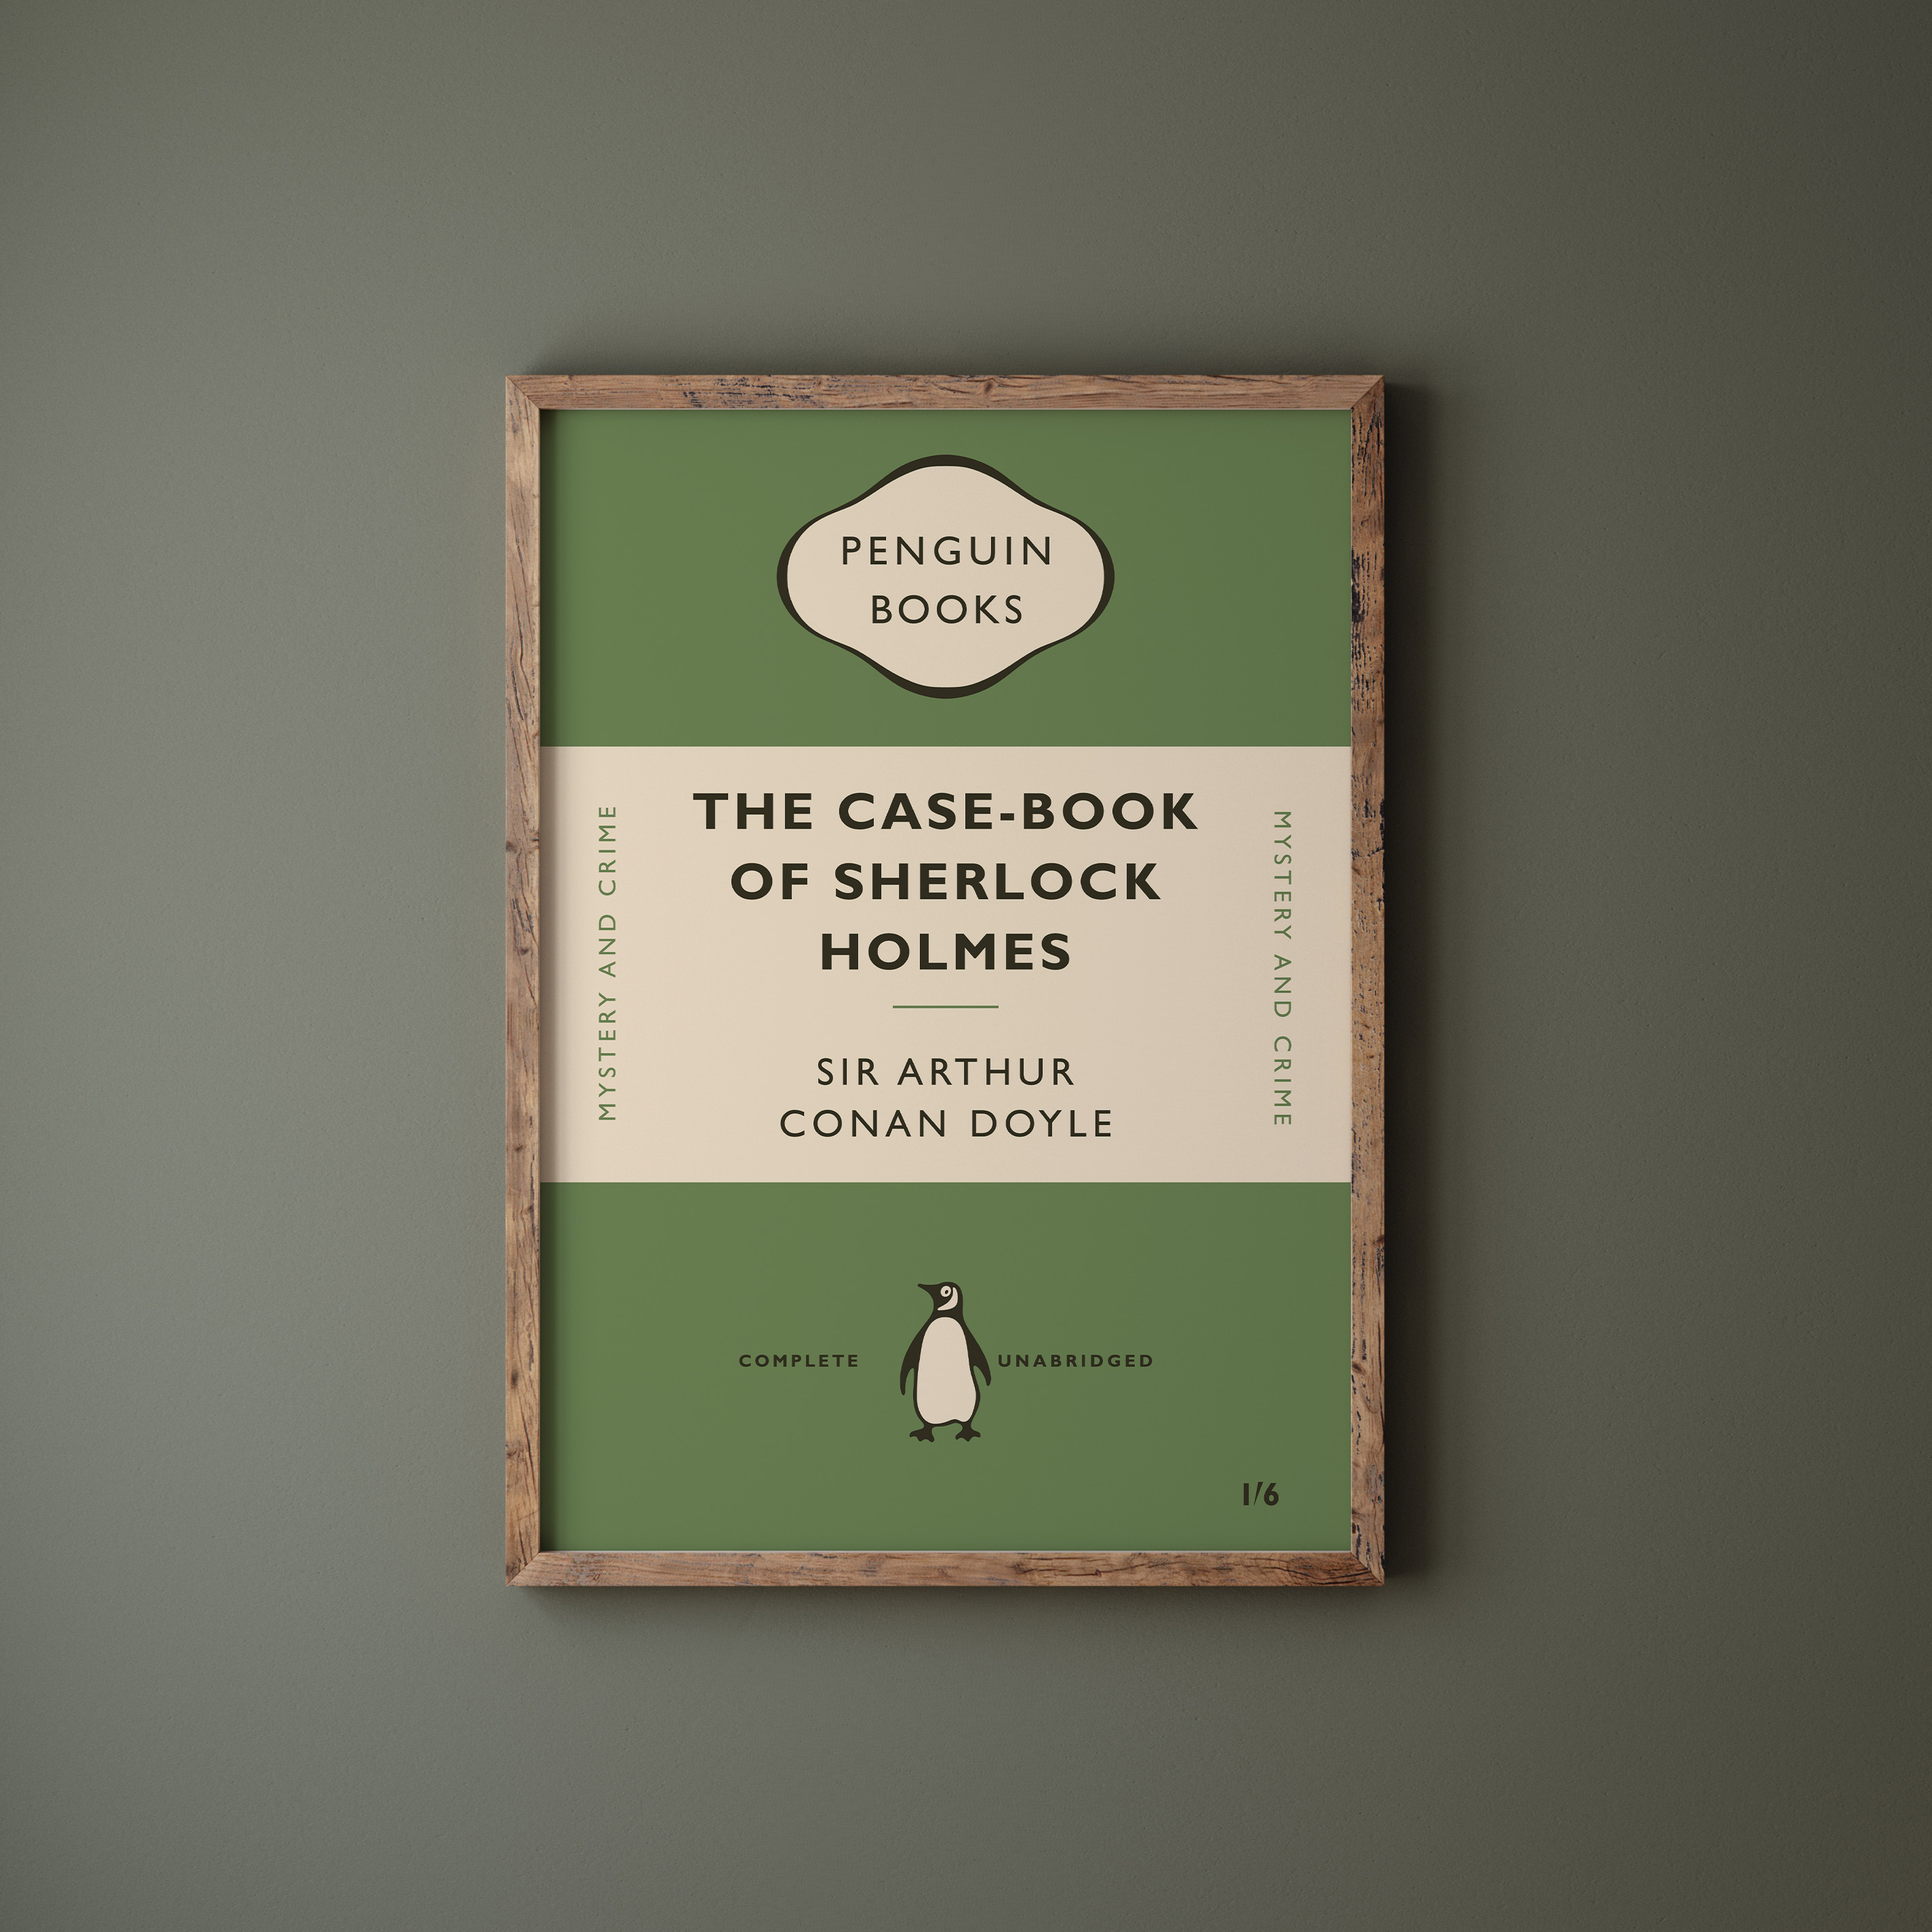 PENGUIN
BOOKS
THE CASE-BOOK
OF SHERLOCK
HOLMES
SIR ARTHUR
CONAN DOYLE
MYSTERY AND CRIME
MYSTERY AND CRIME
COMPLETE UNABRIDGED
1/6